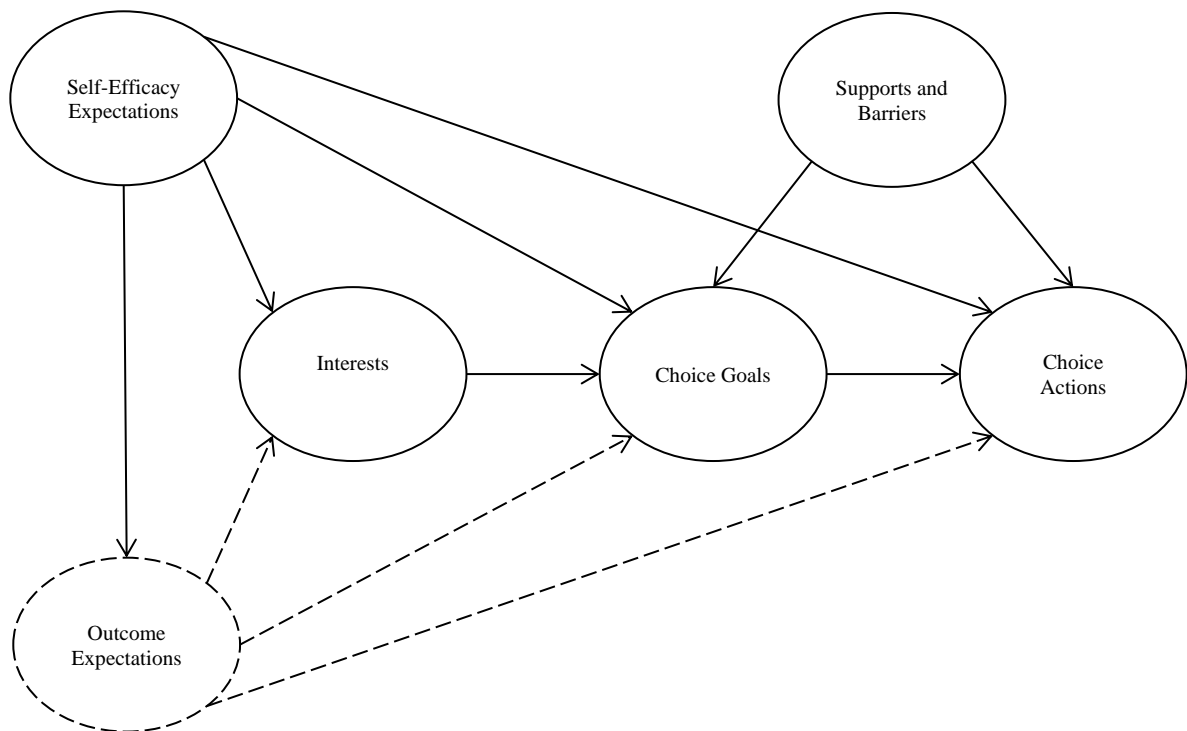 Self-Efficacy
Expectations
Supports and
Barriers
Interests
Choice Goals
Choice
Actions
Outcome
Expectations